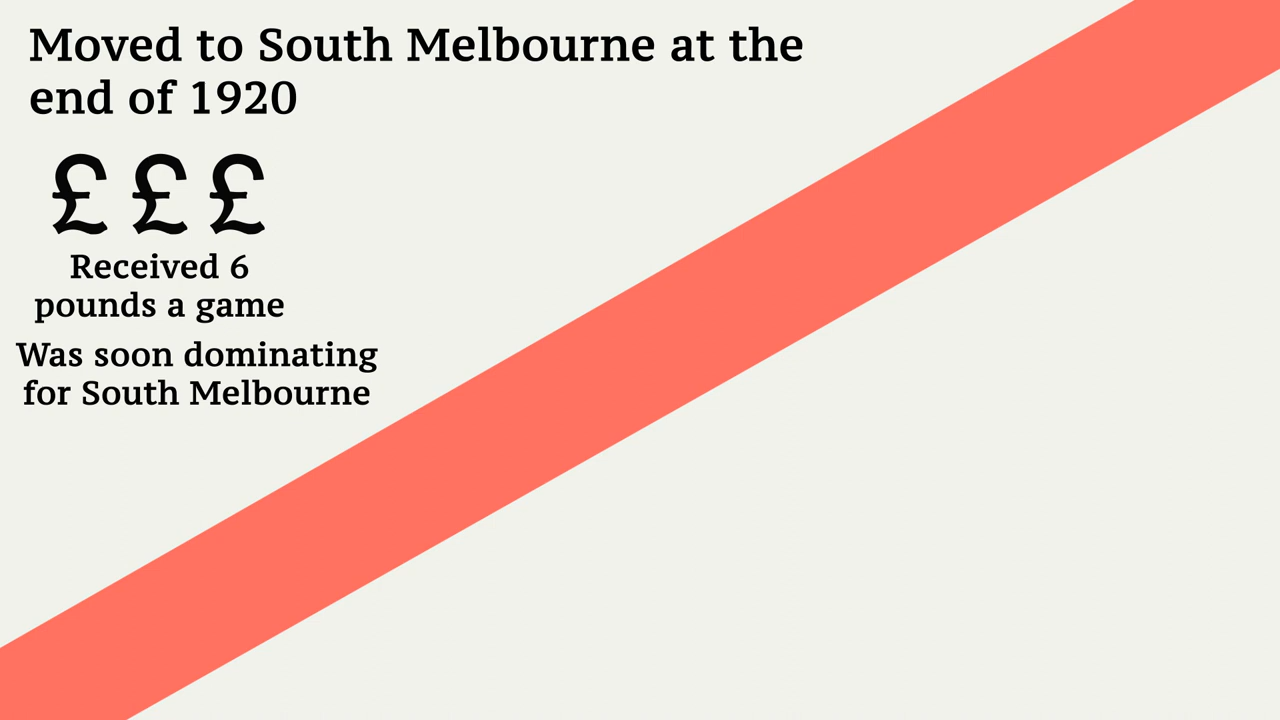 Moved to South Melbourne at the
end of 1920
£££
Received 6
pounds a game
Was soon dominating
for South Melbourne